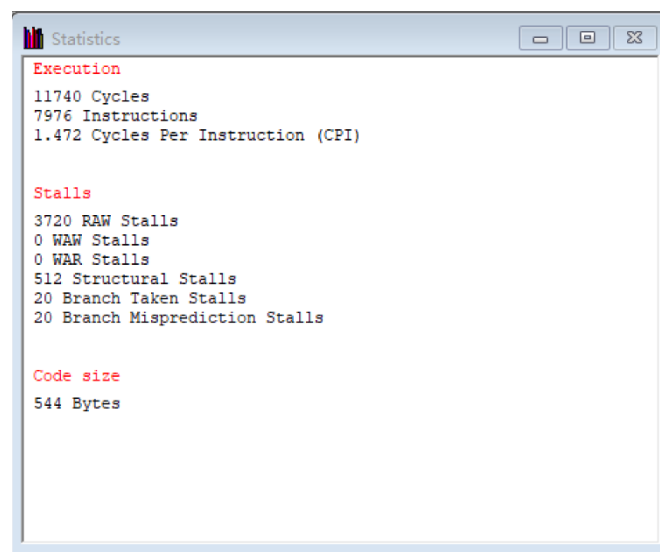 Statistics
Execution
11740 Cycles
7976 Instructions
1.472 Cycles Per Instruction (CPI)
Stalls
3720 RAW Stalls
0 WAW Stalls
0 WAR Stalls
512 Structural Stalls
20 Branch Taken Stalls
20 Branch Misprediction Stalls
Code size
544 Bytes